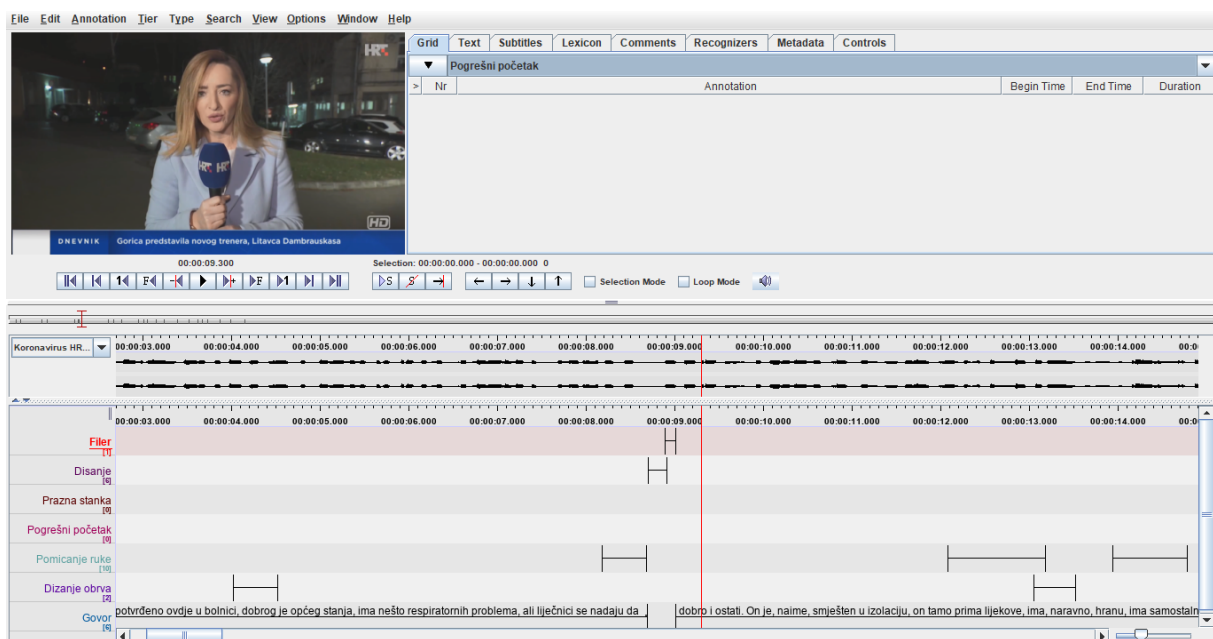 File Edit Annotation Tier Type Search View Options Window Help
HRT
HRT HRT
HD
DNEVNIK Gorica predstavila novog trenera, Litavca Dambrauskasa
Grid Text Subtitles Lexicon Comments Recognizers Metadata Controls
Pogrešni početak
> Nr Annotation Begin Time End Time Duration
00:00:09.300 Selection: 00:00:00.000 - 00:00:00.000 0
1 F F 1 S S Selection Mode Loop Mode
Koronavirus HR...
00:00:03.000 00:00:04.000 00:00:05.000 00:00:06.000 00:00:07.000 00:00:08.000 00:00:09.000 00:00:10.000 00:00:11.000 00:00:12.000 00:00:13.000 00:00:14.000 00:0
00:00:03.000 00:00:04.000 00:00:05.000 00:00:06.000 00:00:07.000 00:00:08.000 00:00:09.000 00:00:10.000 00:00:11.000 00:00:12.000 00:00:13.000 00:00:14.000 00:0
Filer
[1]
Disanje
[6]
Prazna stanka
[0]
Pogrešni početak
[0]
Pomicanje ruke
[10]
Dizanje obrva
[2]
Govor
[6]
potvrđeno ovdje u bolnici, dobrog je općeg stanja, ima nešto respiratornih problema, ali liječnici se nadaju da
dobro i ostati. On je, naime, smješten u izolaciju, on tamo prima lijekove, ima, naravno, hranu, ima samostaln